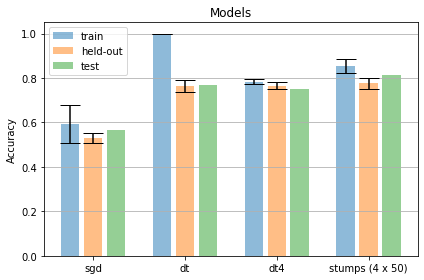 Models
train
held-out
test
Accuracy
1.0
0.8
0.6
0.4
0.2
0.0
sgd
dt
dt4
stumps (4 x 50)